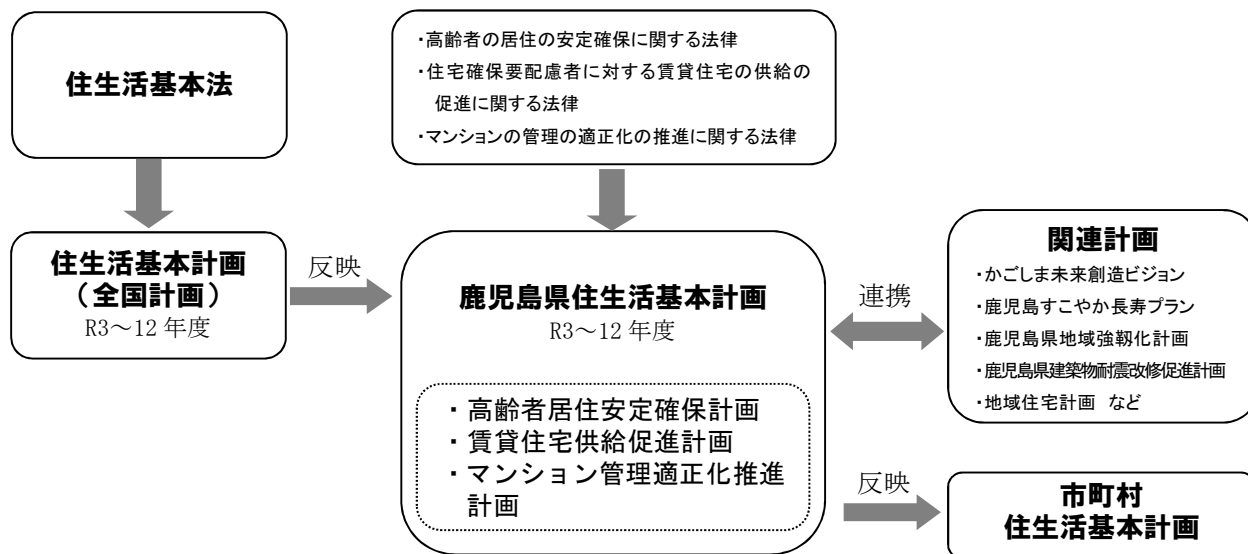 住生活基本法
・高齢者の居住の安定確保に関する法律
・住宅確保要配慮者に対する賃貸住宅の供給の
促進に関する法律
・マンションの管理の適正化の推進に関する法律
住生活基本計画
（全国計画）
R3～12 年度
反映
鹿児島県住生活基本計画
R3～12 年度
・高齢者居住安定確保計画
・賃貸住宅供給促進計画
・マンション管理適正化推進
計画
連携
関連計画
・かごしま未来創造ビジョン
・鹿児島すこやか長寿プラン
・鹿児島県地域強靱化計画
・鹿児島県建築物耐震改修促進計画
・地域住宅計画 など
反映
市町村
住生活基本計画